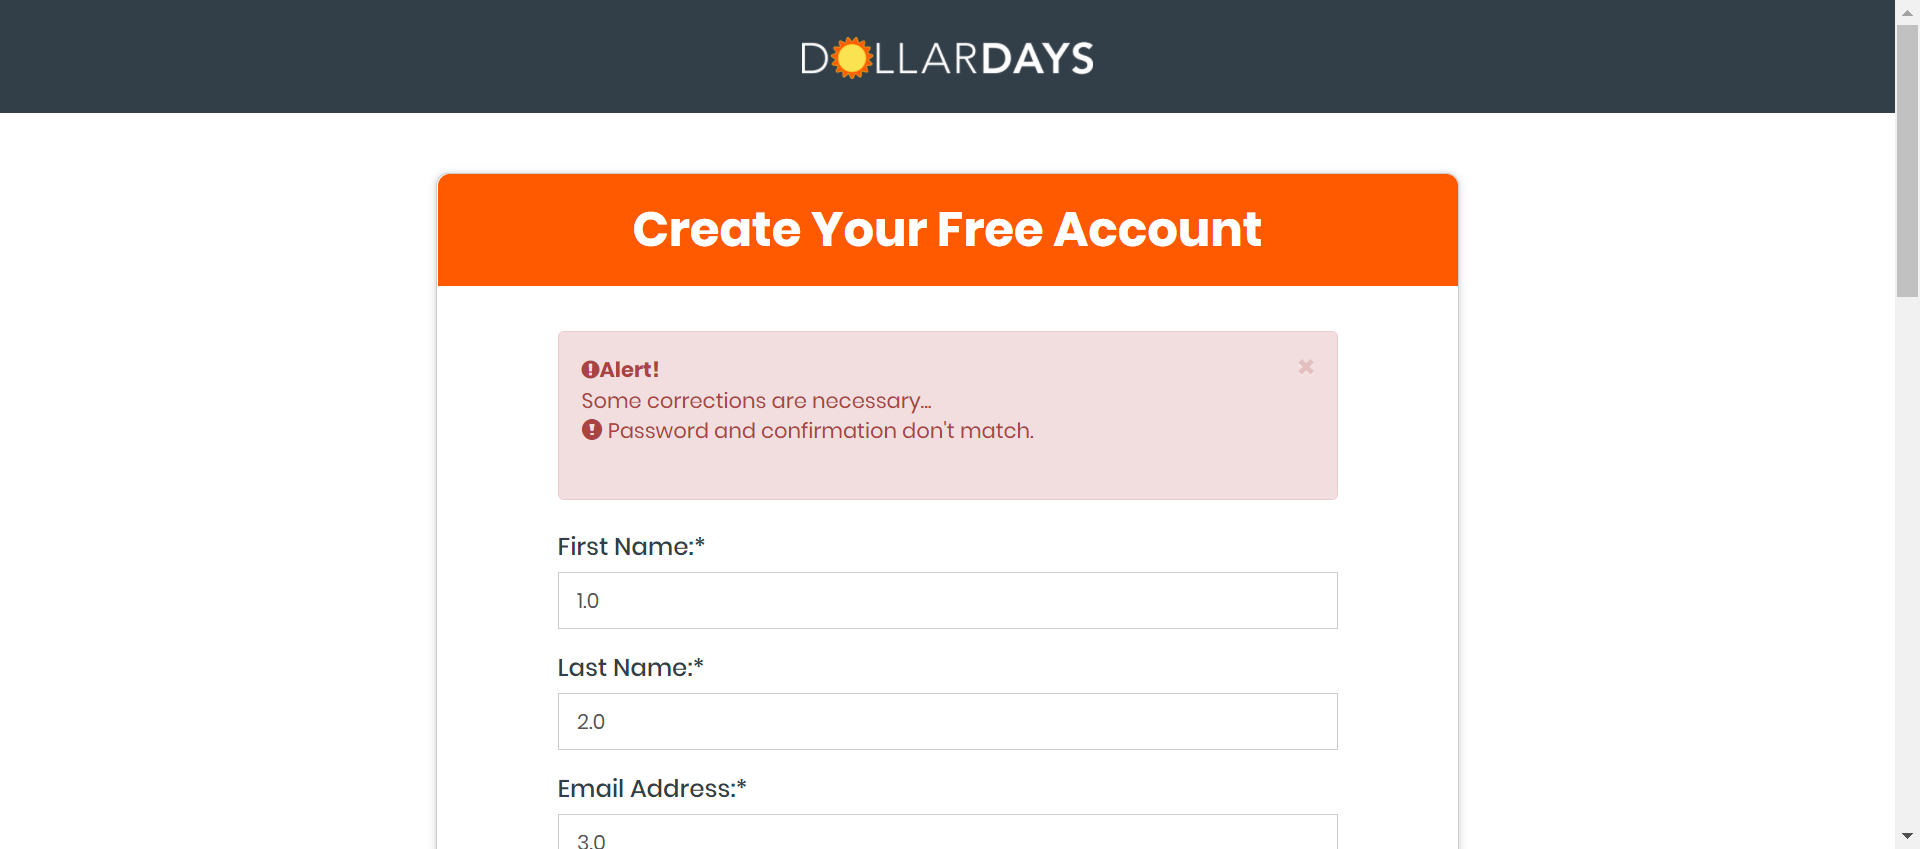 DOLLARDAYS
Create Your Free Account
Alert!
Some corrections are necessary...
Password and confirmation don't match.
First Name:*
1.0
Last Name:*
2.0
Email Address:*
3.0